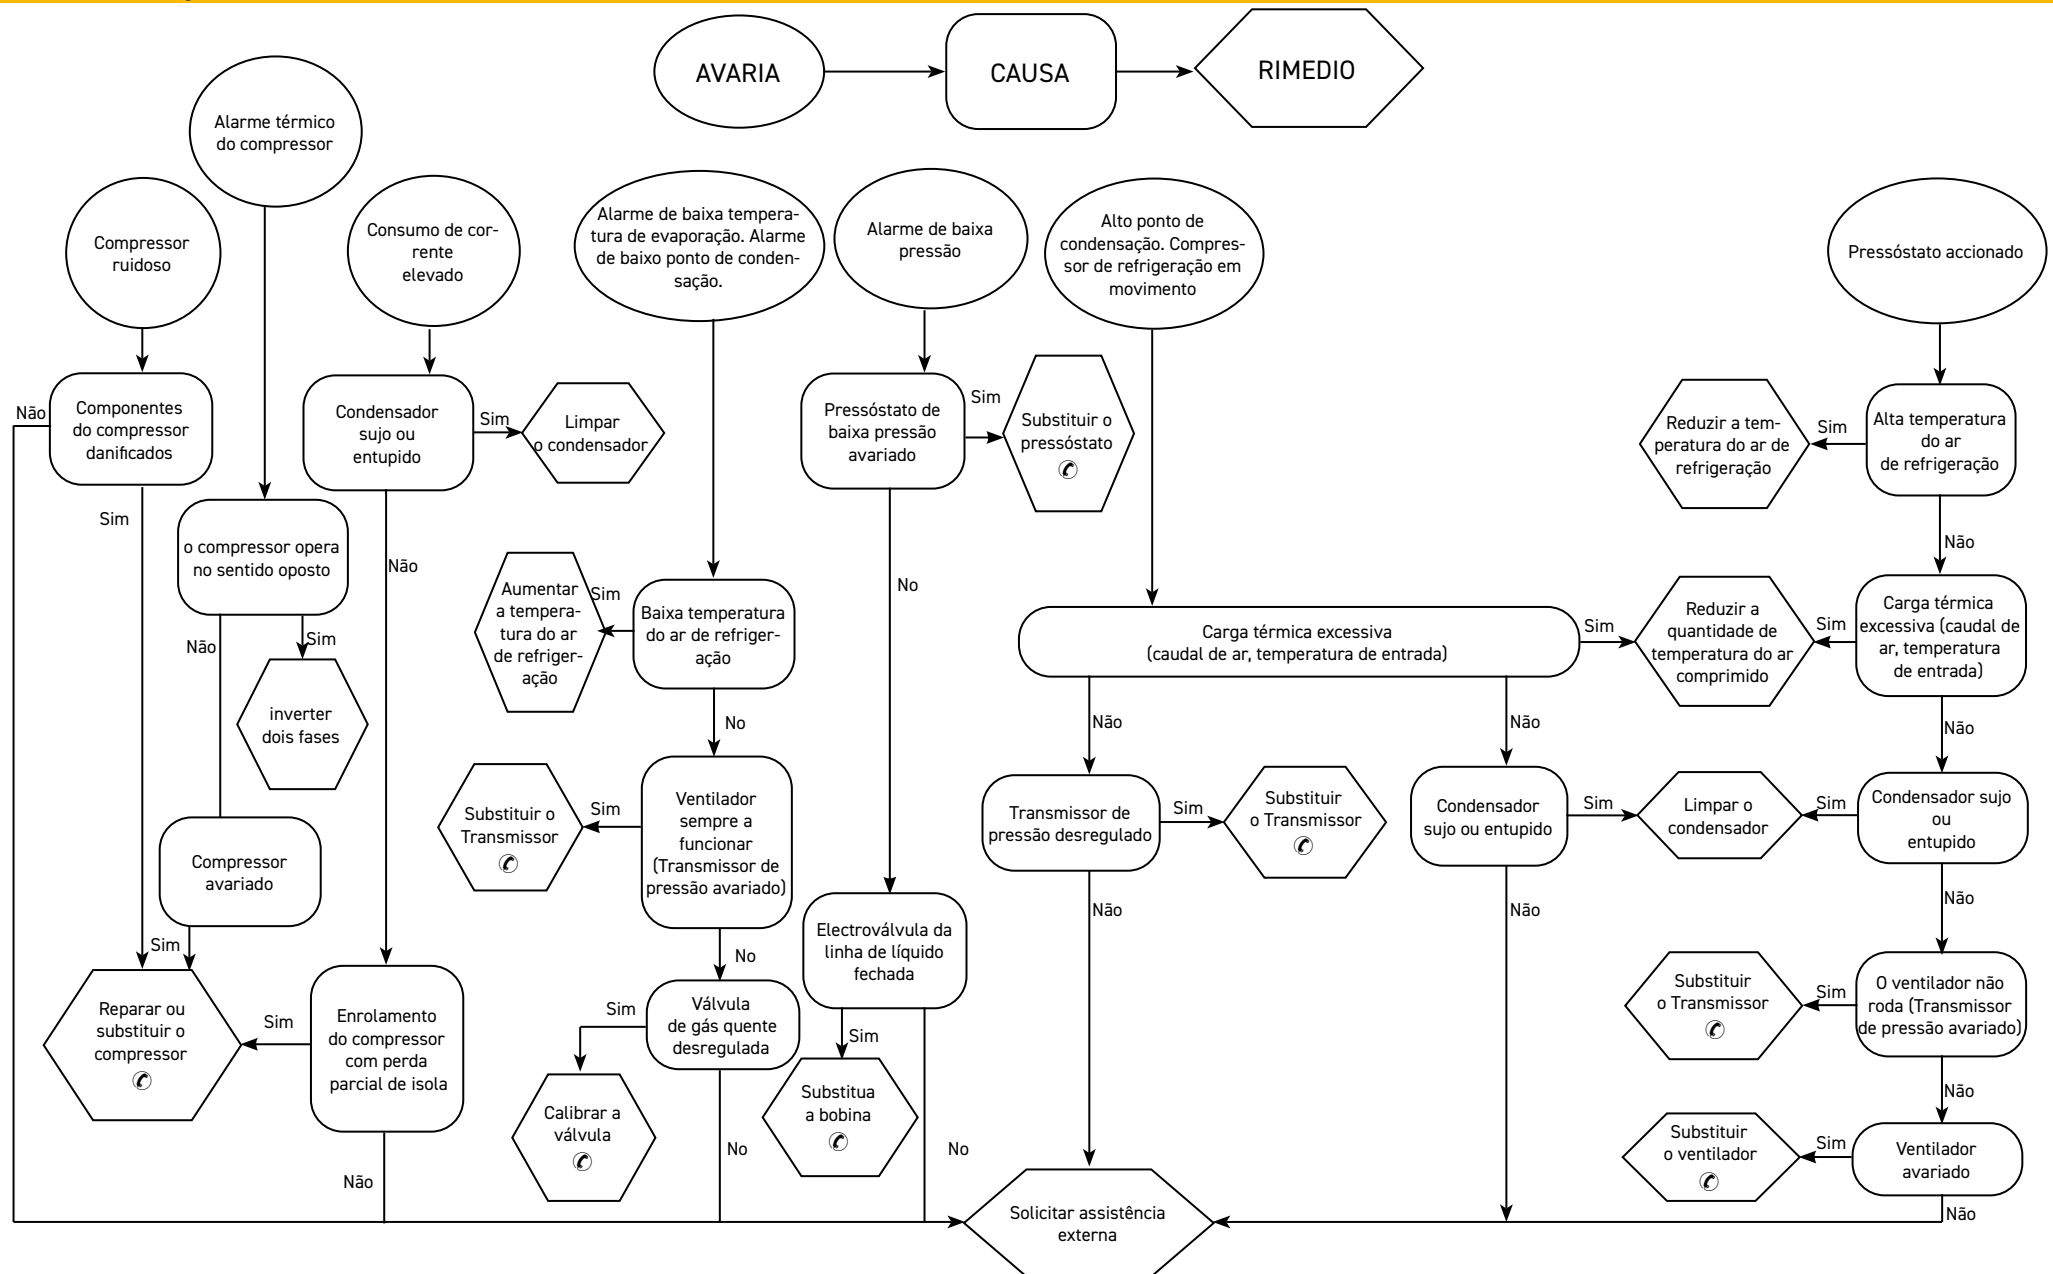 AVARIA
CAUSA
RIMEDIO
Alarme térmico
do compressor
Compressor
ruidoso
Consumo de cor-
rente
elevado
Alarme de baixa tempera-
tura de evaporação. Alarme
de baixo ponto de conden-
sação.
Alarme de baixa
pressão
Alto ponto de
condensação. Compres-
sor de refrigeração em
movimento
Pressóstato accionado
Não
Componentes
do compressor
danificados
Sim
Condensador
sujo ou
entupido
Sim
Limpar
o condensador
Pressóstato de
baixa pressão
avariado
Sim
Substituir o
pressóstato
✆
Reduzir a tem-
peratura do ar de
refrigeração
Sim
Alta temperatura
do ar
de refrigeração
Não
o compressor opera
no sentido oposto
Não
Sim
inverter
dois fases
Não
Aumentar
a tempera-
tura do ar
de refriger-
ação
Sim
Baixa temperatura
do ar de refriger-
ação
No
No
Carga térmica excessiva
(caudal de ar, temperatura de entrada)
Sim
Reduzir a
quantidade de
temperatura do ar
comprimido
Sim
Carga térmica
excessiva (caudal de
ar, temperatura
de entrada)
Não
Não
Não
Substituir o
Transmissor
✆
Sim
Ventilador
sempre a
funcionar
(Transmissor de
pressão avariado)
No
Transmissor de
pressão desregulado
Sim
Substituir
o Transmissor
✆
Não
Condensador
sujo ou entupido
Sim
Limpar o
condensador
Sim
Condensador sujo
ou
entupido
Não
Não
Compressor
avariado
Sim
Reparar ou
substituir o
compressor
✆
Sim
Enrolamento
do compressor
com perda
parcial de isola
Não
Sim
Válvula
de gás quente
desregulada
Calibrar a
válvula
✆
No
Electroválvula da
linha de líquido
fechada
Sim
Substitua
a bobina
✆
No
Substituir
o Transmissor
✆
Sim
O ventilador não
roda (Transmissor
de pressão avariado)
Não
Substituir
o ventilador
✆
Sim
Ventilador
avariado
Não
Solicitar assistência
externa